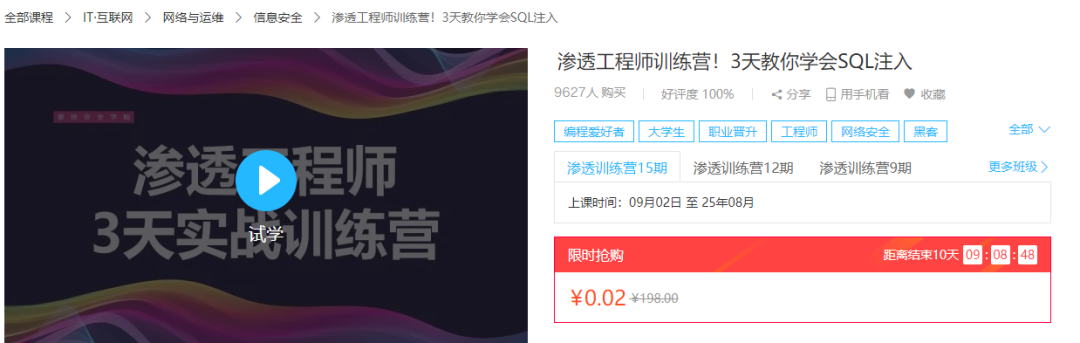 全部课程 > IT·互联网 > 网络与运维 > 信息安全 > 渗透工程师训练营！3天教你学会SQL注入
渗透工程师
3天实战训练营
试学
渗透工程师训练营！3天教你学会SQL注入
9627人 购买 | 好评度 100% | 分享 用手机看 收藏
编程爱好者 大学生 职业晋升 工程师 网络安全 黑客 全部
渗透训练营15期 渗透训练营12期 渗透训练营9期 更多班级 >
上课时间：09月02日 至 25年08月
限时抢购 距离结束10天 09 : 08 : 48
¥0.02 ¥198.00